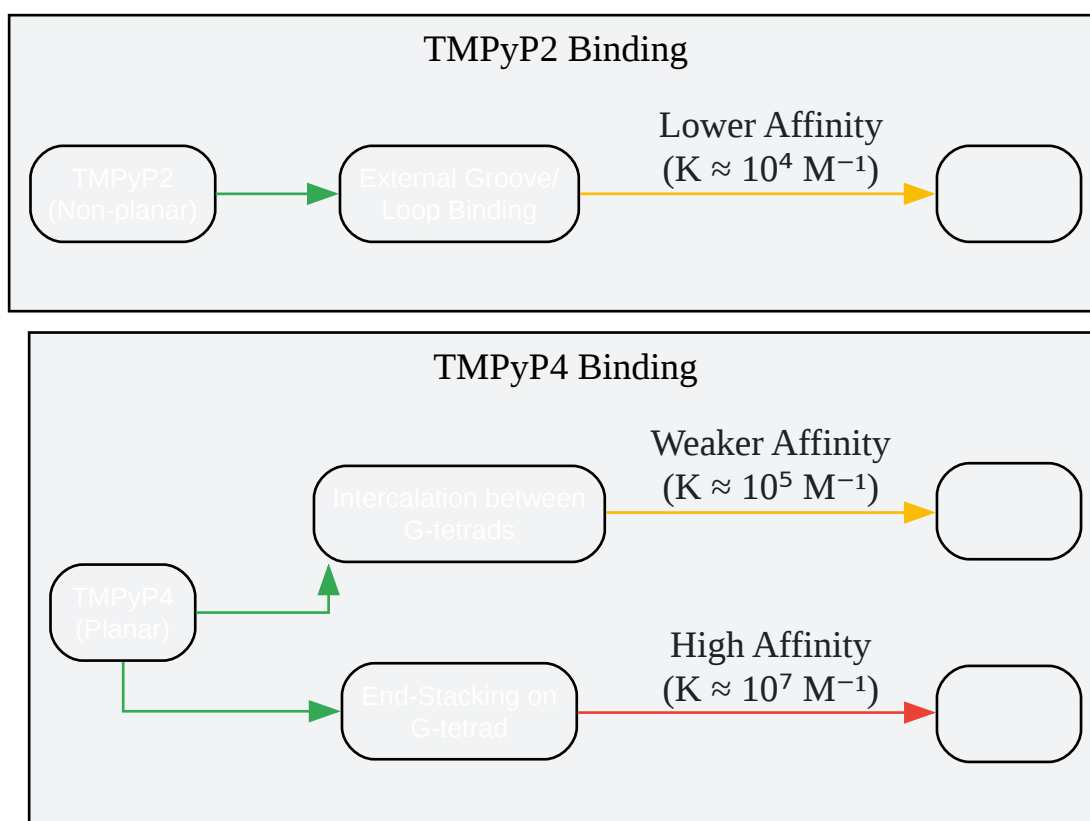 TMPyP2 Binding
Lower Affinity
(K ≈ 10⁴ M⁻¹)
TMPyP2
(Non-planar)
External Groove/
Loop Binding
TMPyP4 Binding
Weaker Affinity
(K ≈ 10⁵ M⁻¹)
Intercalation between
G-tetrads
TMPyP4
(Planar)
High Affinity
(K ≈ 10⁷ M⁻¹)
End-Stacking on
G-tetrad